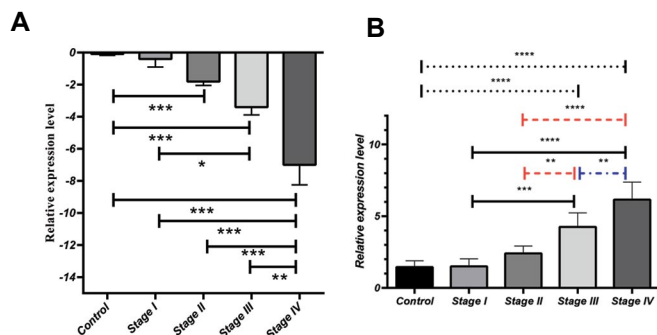 A
Relative expression level
0
-2
-4
-6
-8
-10
-12
-14
***
***
*
***
***
***
**
Control
Stage I
Stage II
Stage III
Stage IV
B
Relative expression level
10
5
0
****
****
****
****
**
**
***
Control
Stage I
Stage II
Stage III
Stage IV